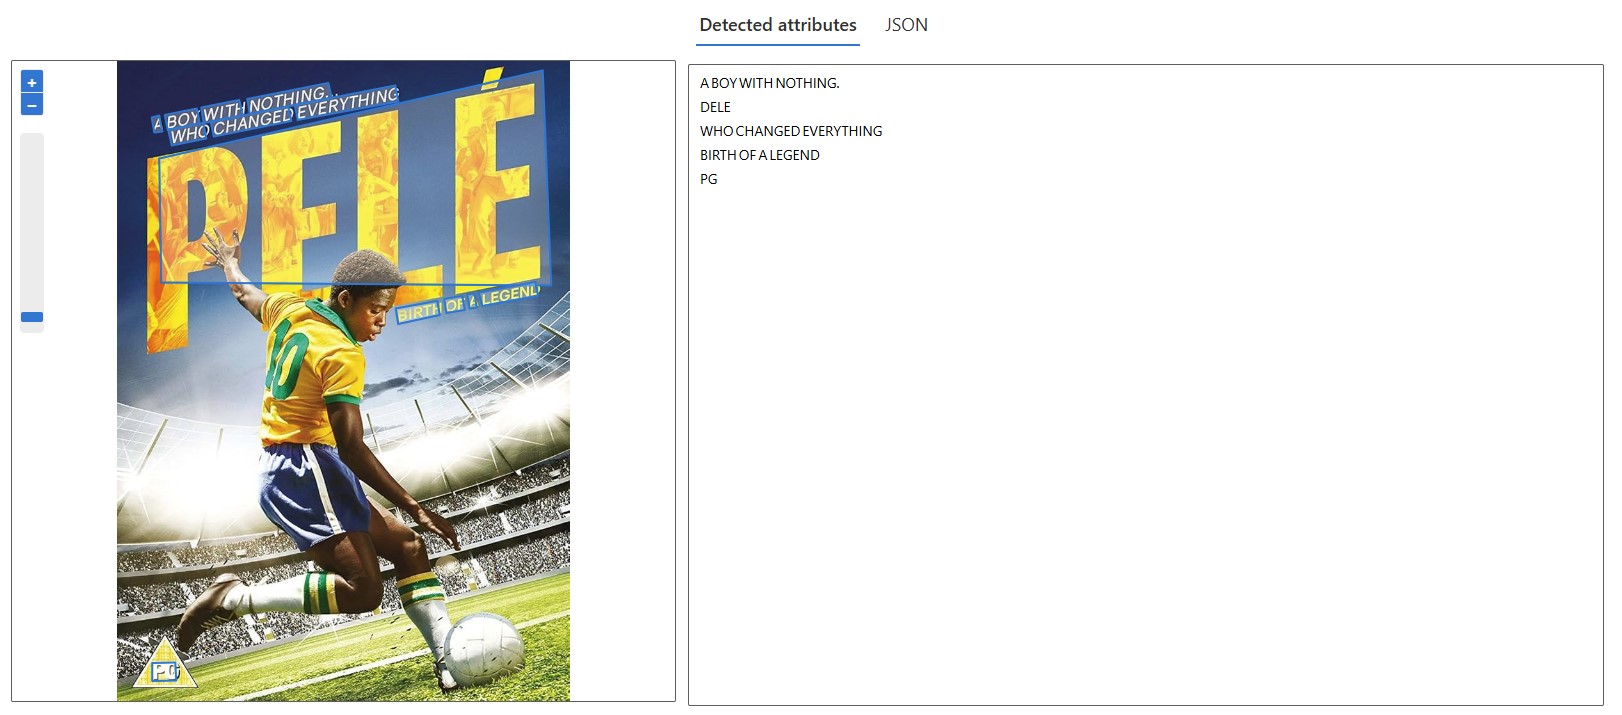 Detected attributes JSON
+
−
A BOY WITH NOTHING...
WHO CHANGED EVERYTHING
PELÉ
BIRTH OF A LEGEND
10
PG
A BOY WITH NOTHING.
DELE
WHO CHANGED EVERYTHING
BIRTH OF A LEGEND
PG